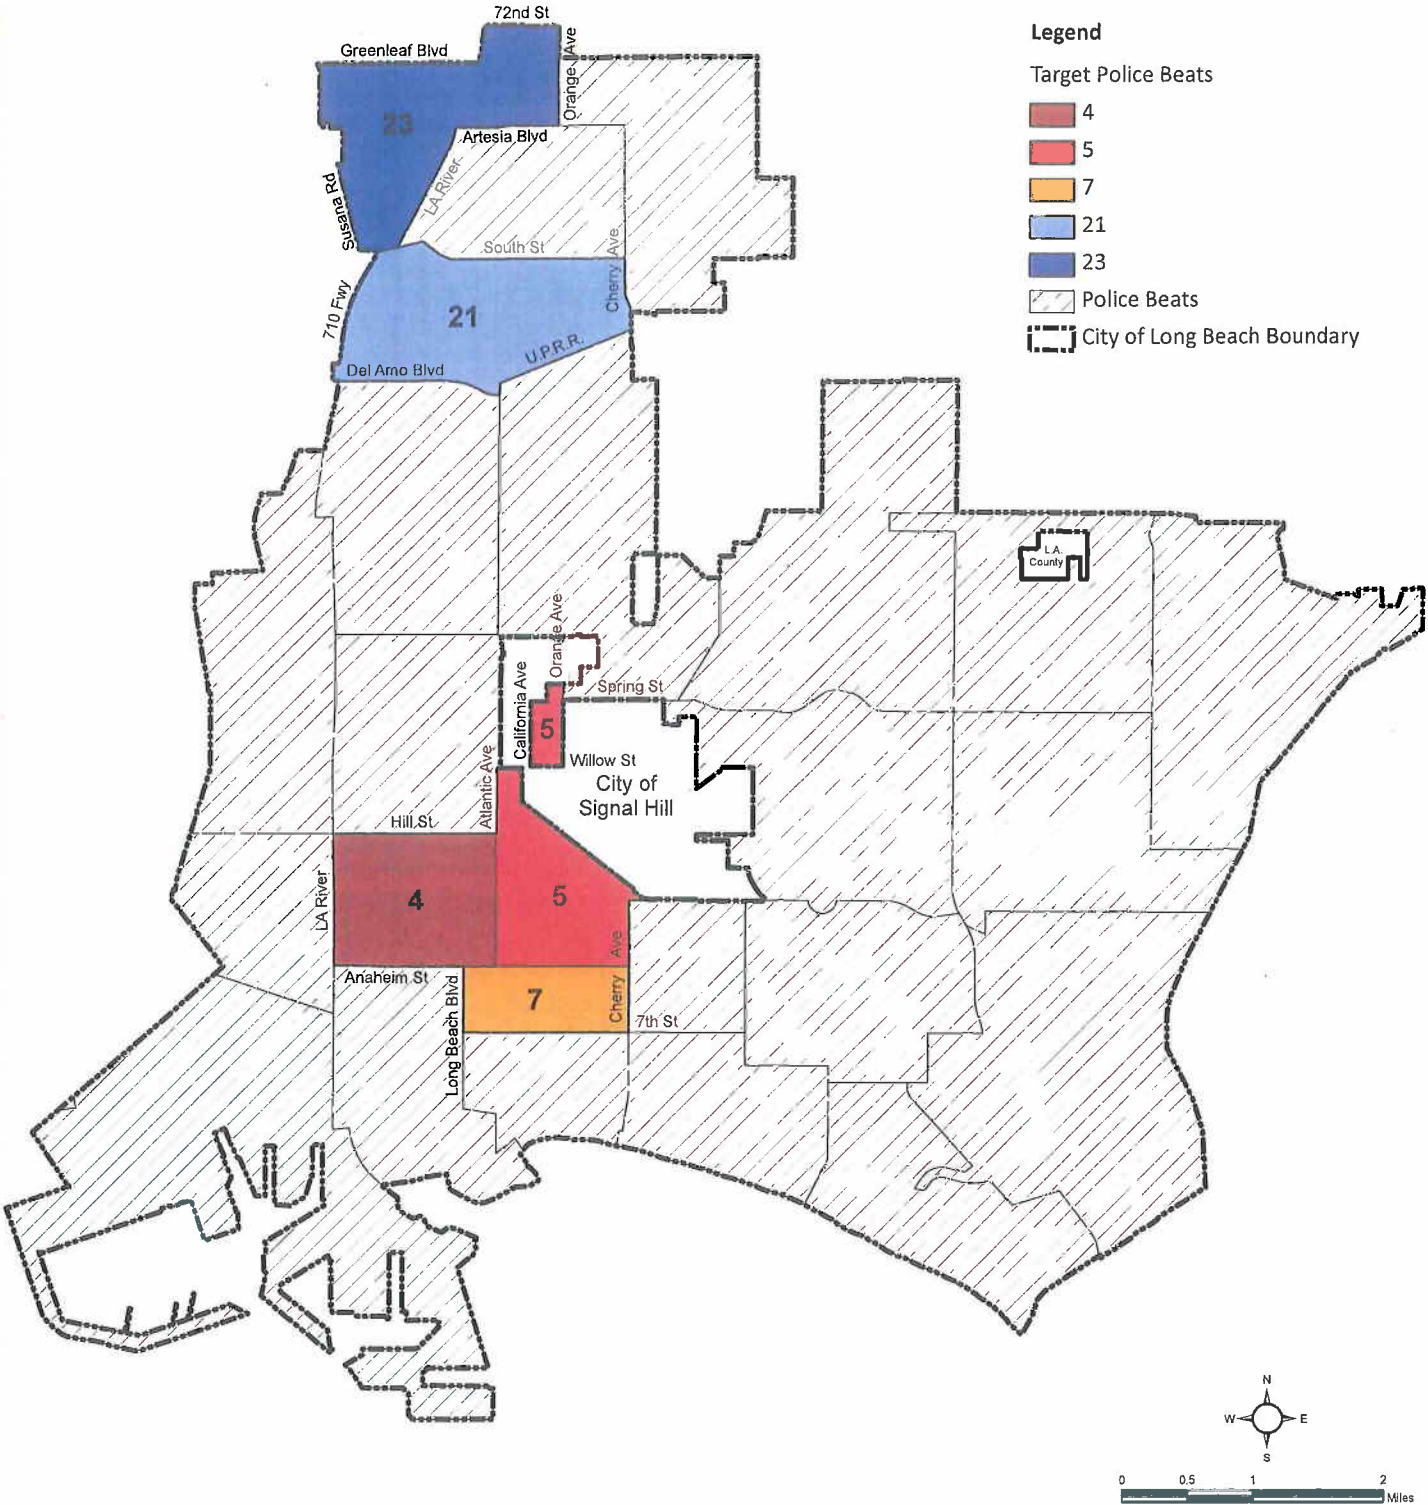 72nd St
Greenleaf Blvd
Orange Ave
23
Artesia Blvd
LA River
Susana Rd
South St
Cherry Ave
710 Fwy
21
U.P.R.R.
Del Amo Blvd
Legend
Target Police Beats
4
5
7
21
23
Police Beats
City of Long Beach Boundary
L.A.
County
Orange Ave
California Ave
Spring St
5
Willow St
City of
Signal Hill
Atlantic Ave
Hill St
LA River
4
5
Cherry Ave
Anaheim St
Long Beach Blvd
7
7th St
N
W
E
S
0
0.5
1
2
Miles